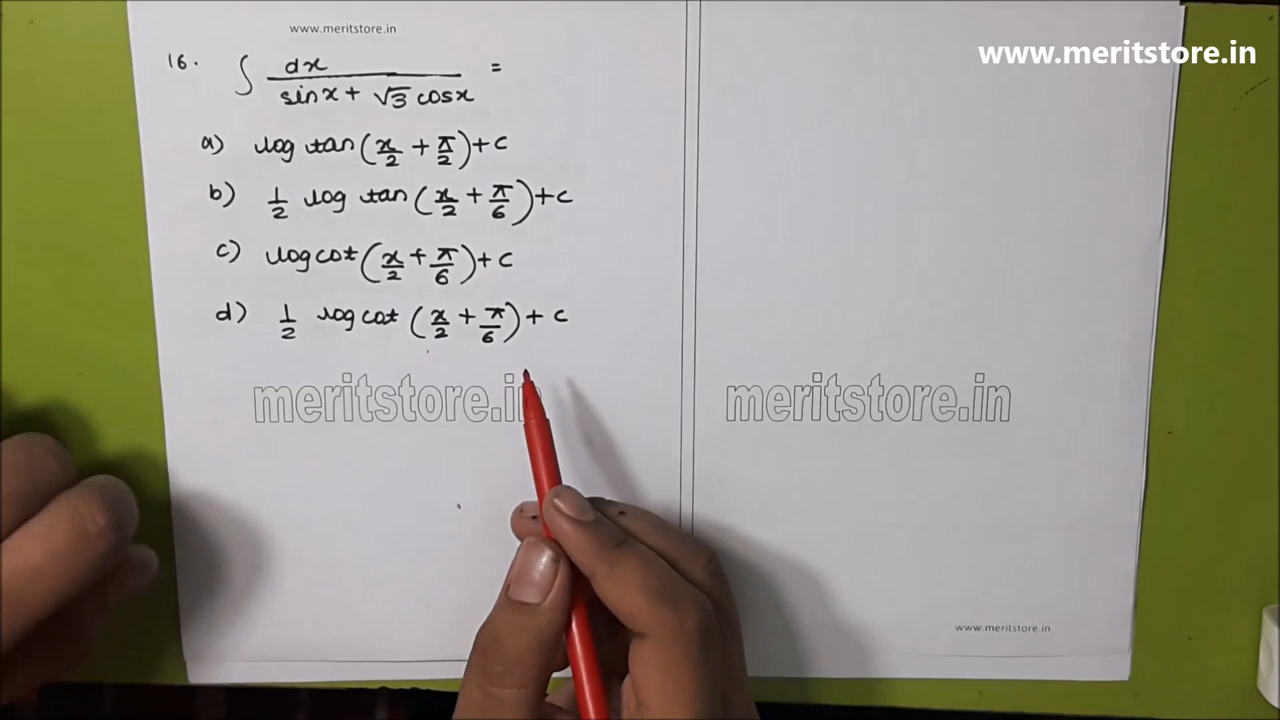 www.meritstore.in
www.meritstore.in
16. ∫ dx / (sinx + √3 cosx) =
a) log tan (x/2 + π/2) + c
b) 1/2 log tan (x/2 + π/6) + c
c) log cot (x/2 + π/6) + c
d) 1/2 log cot (x/2 + π/6) + c
meritstore.in meritstore.in
www.meritstore.in